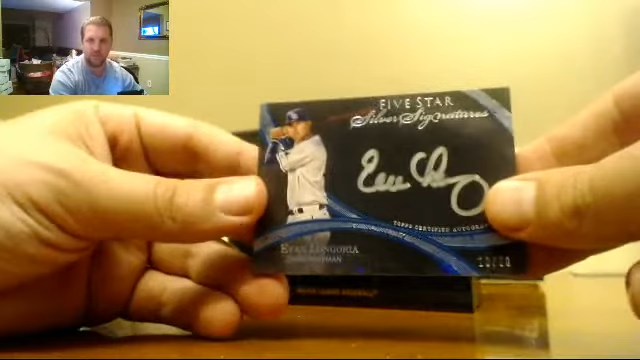 FIVE STAR
Silver Signatures
TOPPS CERTIFIED AUTOGRAPH
EVAN LONGORIA